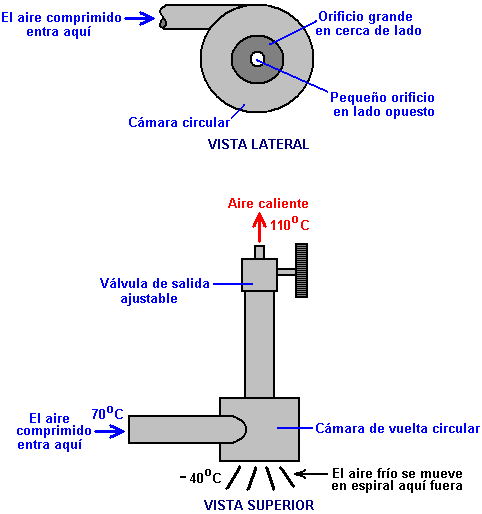 El aire comprimido
entra aquí
Orificio grande
en cerca de lado
Pequeño orificio
en lado opuesto
Cámara circular
VISTA LATERAL
Aire caliente
110°C
Válvula de salida
ajustable
70°C
El aire
comprimido
entra aquí
Cámara de vuelta circular
-40°C
El aire frío se mueve
en espiral aquí fuera
VISTA SUPERIOR